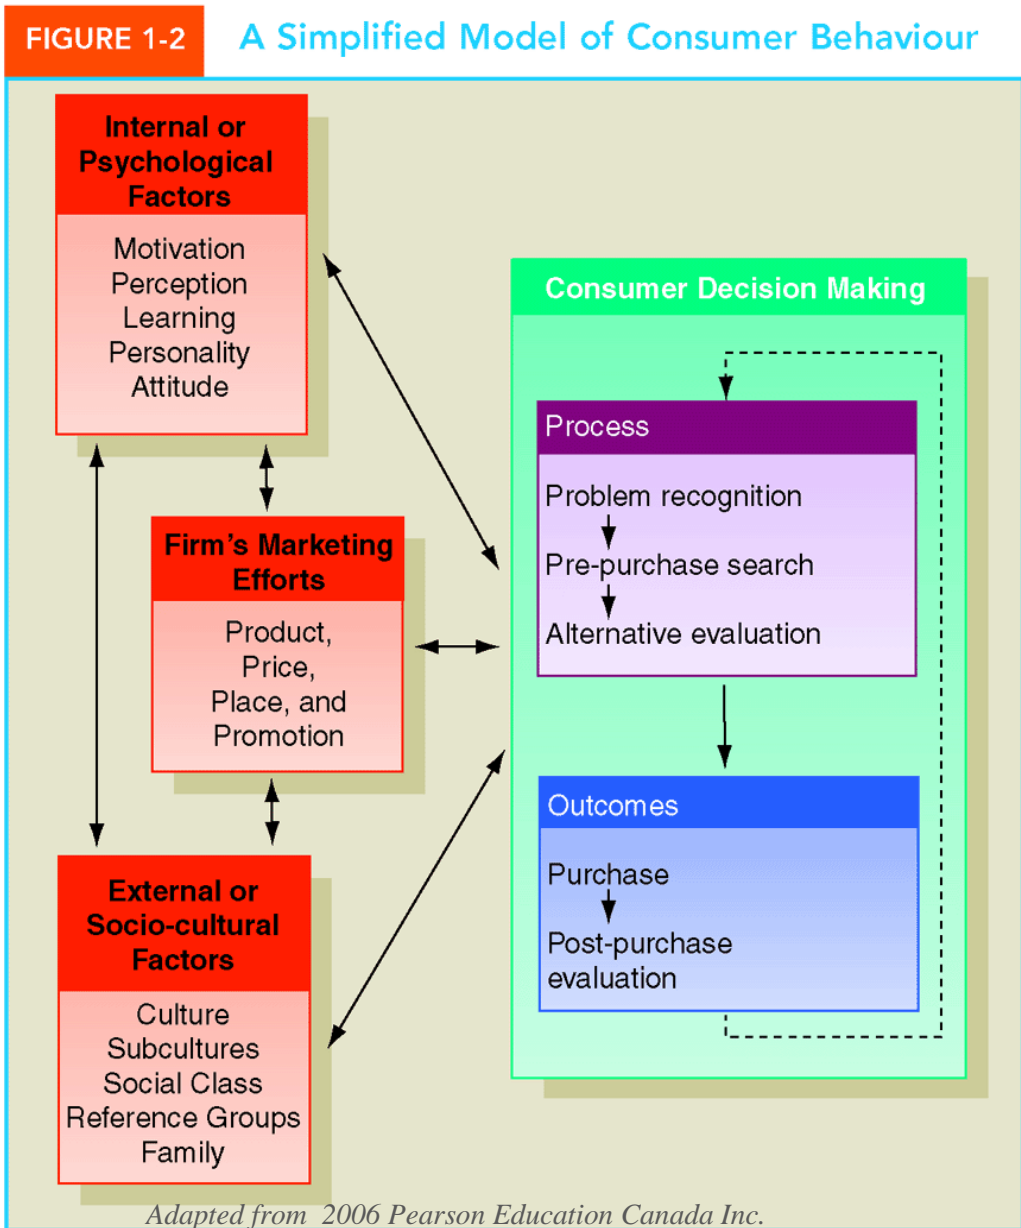 FIGURE 1-2
A Simplified Model of Consumer Behaviour
Internal or
Psychological
Factors
Motivation
Perception
Learning
Personality
Attitude
Firm's Marketing
Efforts
Product,
Price,
Place, and
Promotion
External or
Socio-cultural
Factors
Culture
Subcultures
Social Class
Reference Groups
Family
Consumer Decision Making
Process
Problem recognition
Pre-purchase search
Alternative evaluation
Outcomes
Purchase
Post-purchase
evaluation
Adapted from 2006 Pearson Education Canada Inc.